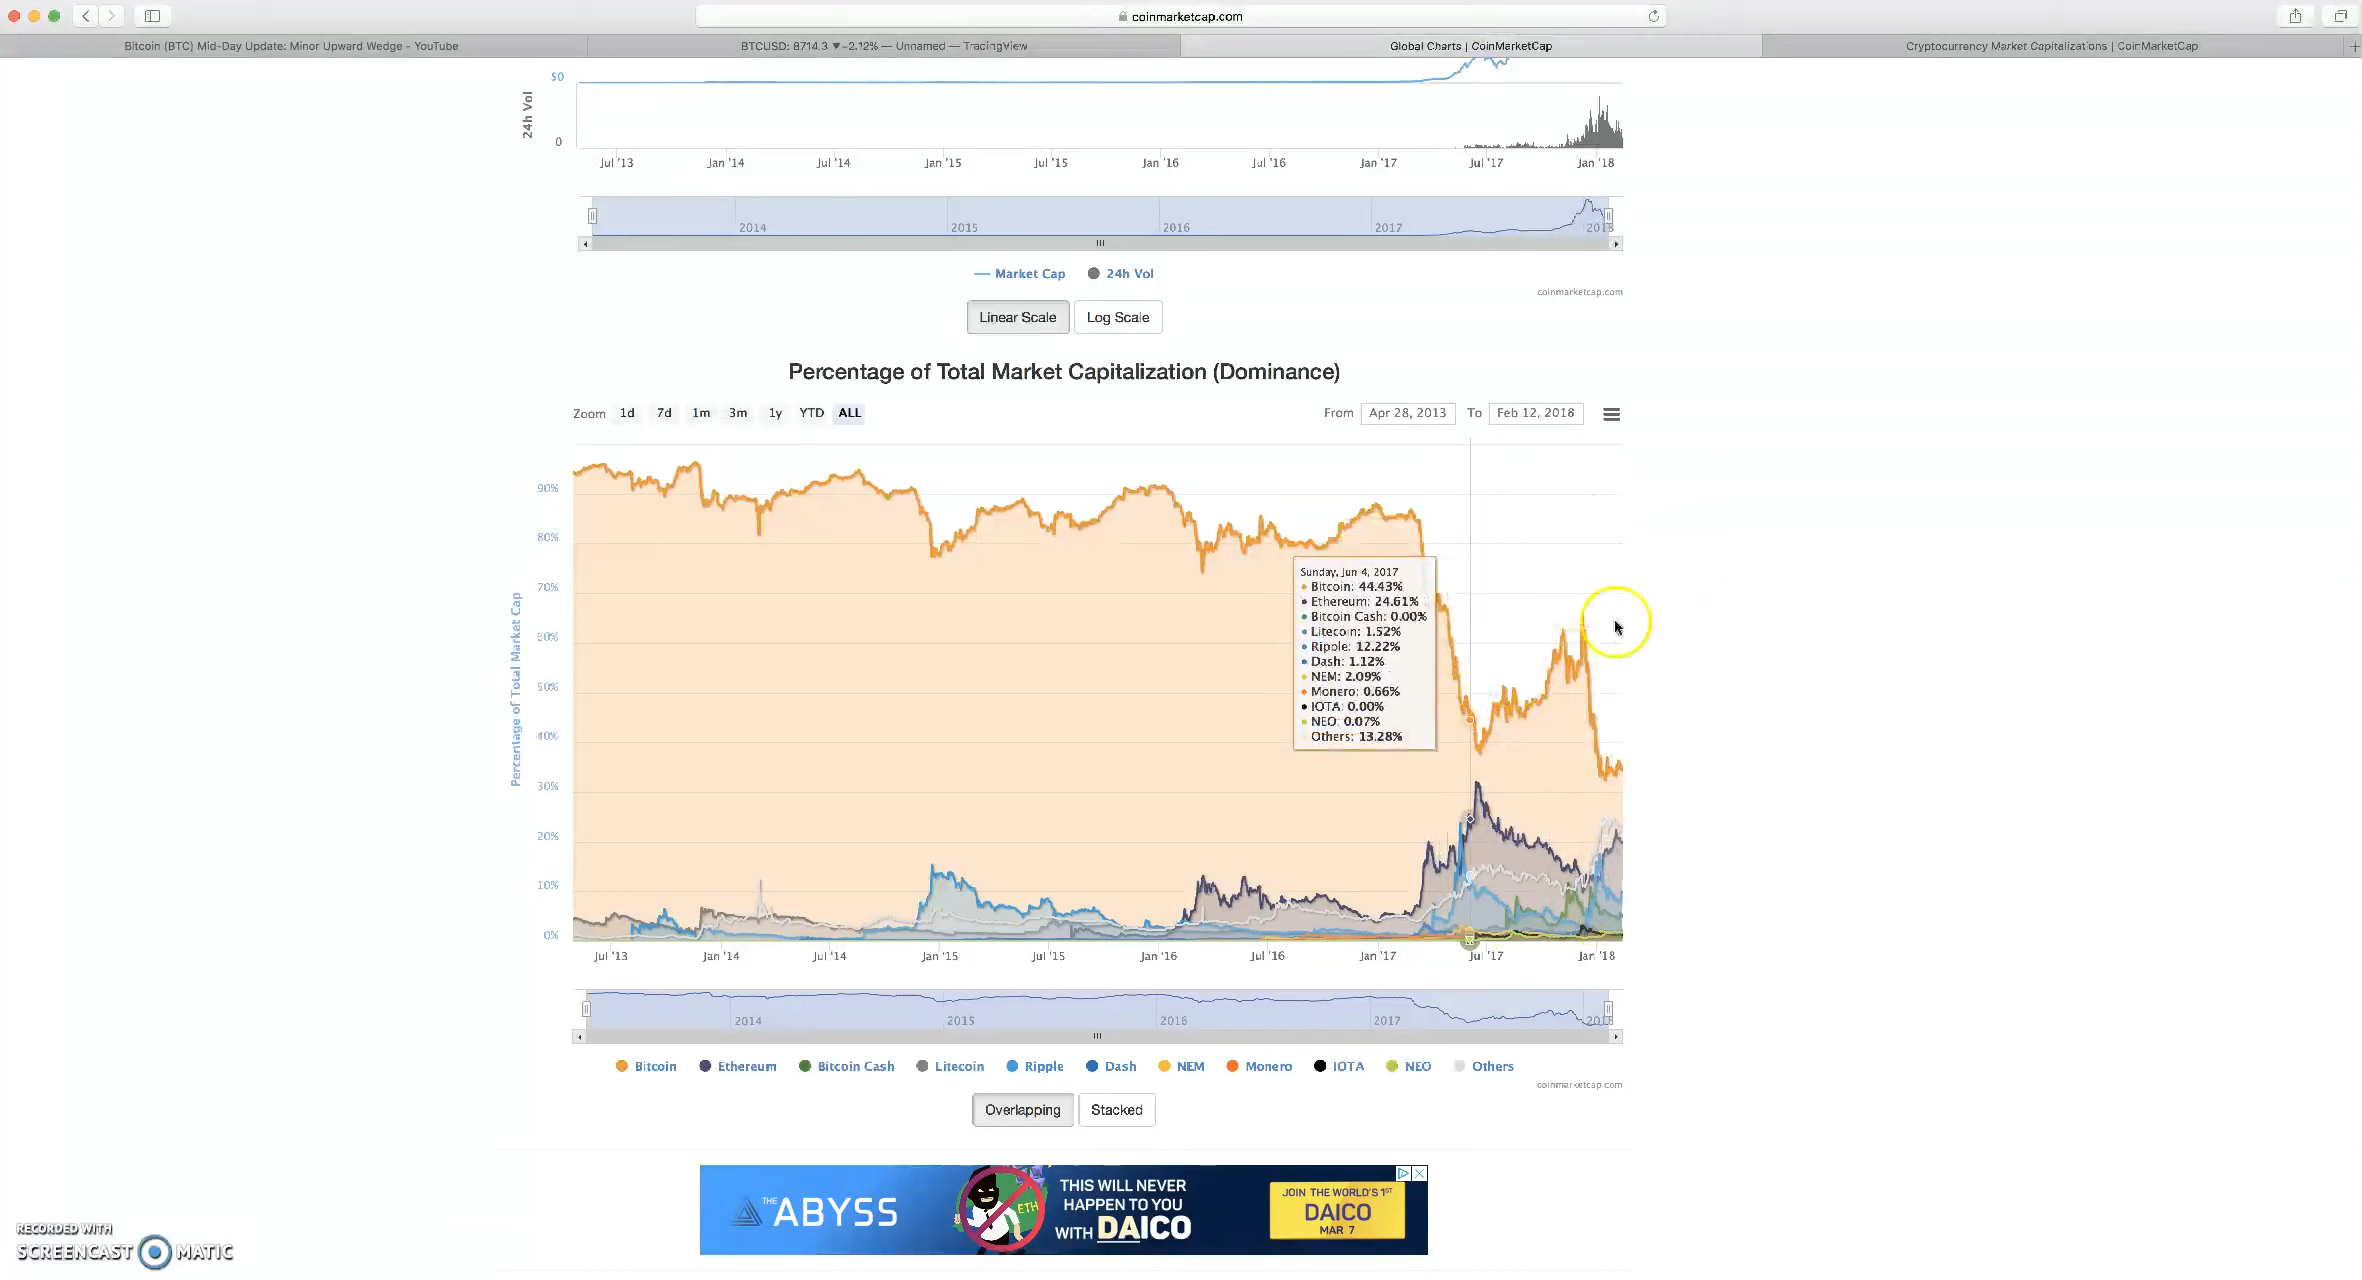 coinmarketcap.com
Bitcoin (BTC) Mid-Day Update: Minor Upward Wedge - YouTube
BTCUSD: 8714.3 ▼−2.12% — Unnamed — TradingView
Global Charts | CoinMarketCap
Cryptocurrency Market Capitalizations | CoinMarketCap
$0
24h Vol
0
Jul '13 Jan '14 Jul '14 Jan '15 Jul '15 Jan '16 Jul '16 Jan '17 Jul '17 Jan '18
2014 2015 2016 2017 2018
Market Cap 24h Vol
coinmarketcap.com
Linear Scale Log Scale
Percentage of Total Market Capitalization (Dominance)
Zoom 1d 7d 1m 3m 1y YTD ALL
From Apr 28, 2013 To Feb 12, 2018
Percentage of Total Market Cap
90%
80%
70%
60%
50%
40%
30%
20%
10%
0%
Sunday, Jun 4, 2017
Bitcoin: 44.43%
Ethereum: 24.61%
Bitcoin Cash: 0.00%
Litecoin: 1.52%
Ripple: 12.22%
Dash: 1.12%
NEM: 2.09%
Monero: 0.66%
IOTA: 0.00%
NEO: 0.07%
Others: 13.28%
Jul '13 Jan '14 Jul '14 Jan '15 Jul '15 Jan '16 Jul '16 Jan '17 Jul '17 Jan '18
2014 2015 2016 2017 2018
Bitcoin Ethereum Bitcoin Cash Litecoin Ripple Dash NEM Monero IOTA NEO Others
coinmarketcap.com
Overlapping Stacked
THE ABYSS
ETH
THIS WILL NEVER
HAPPEN TO YOU
WITH DAICO
JOIN THE WORLD'S 1ST
DAICO
MAR 7
RECORDED WITH
SCREENCAST MATIC